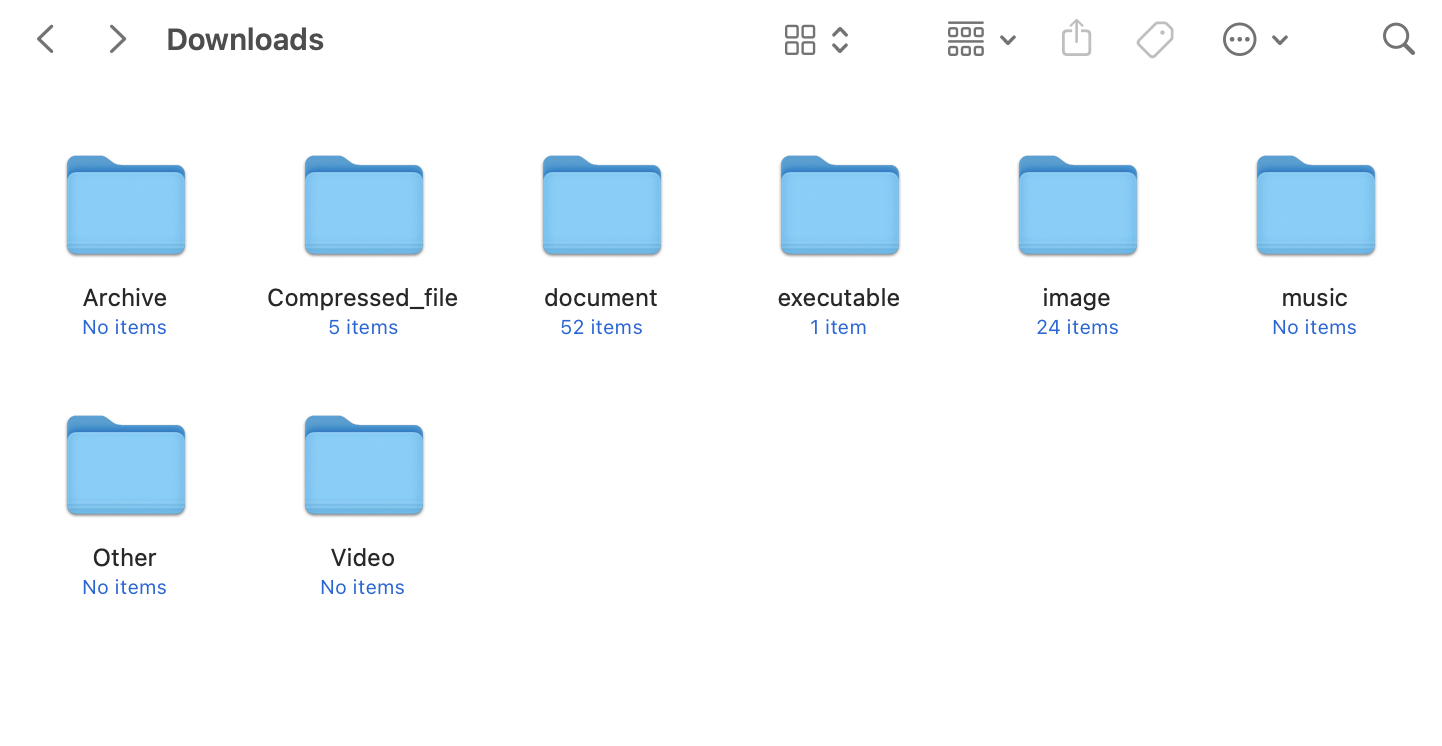 Downloads
Archive
No items
Compressed_file
5 items
document
52 items
executable
1 item
image
24 items
music
No items
Other
No items
Video
No items